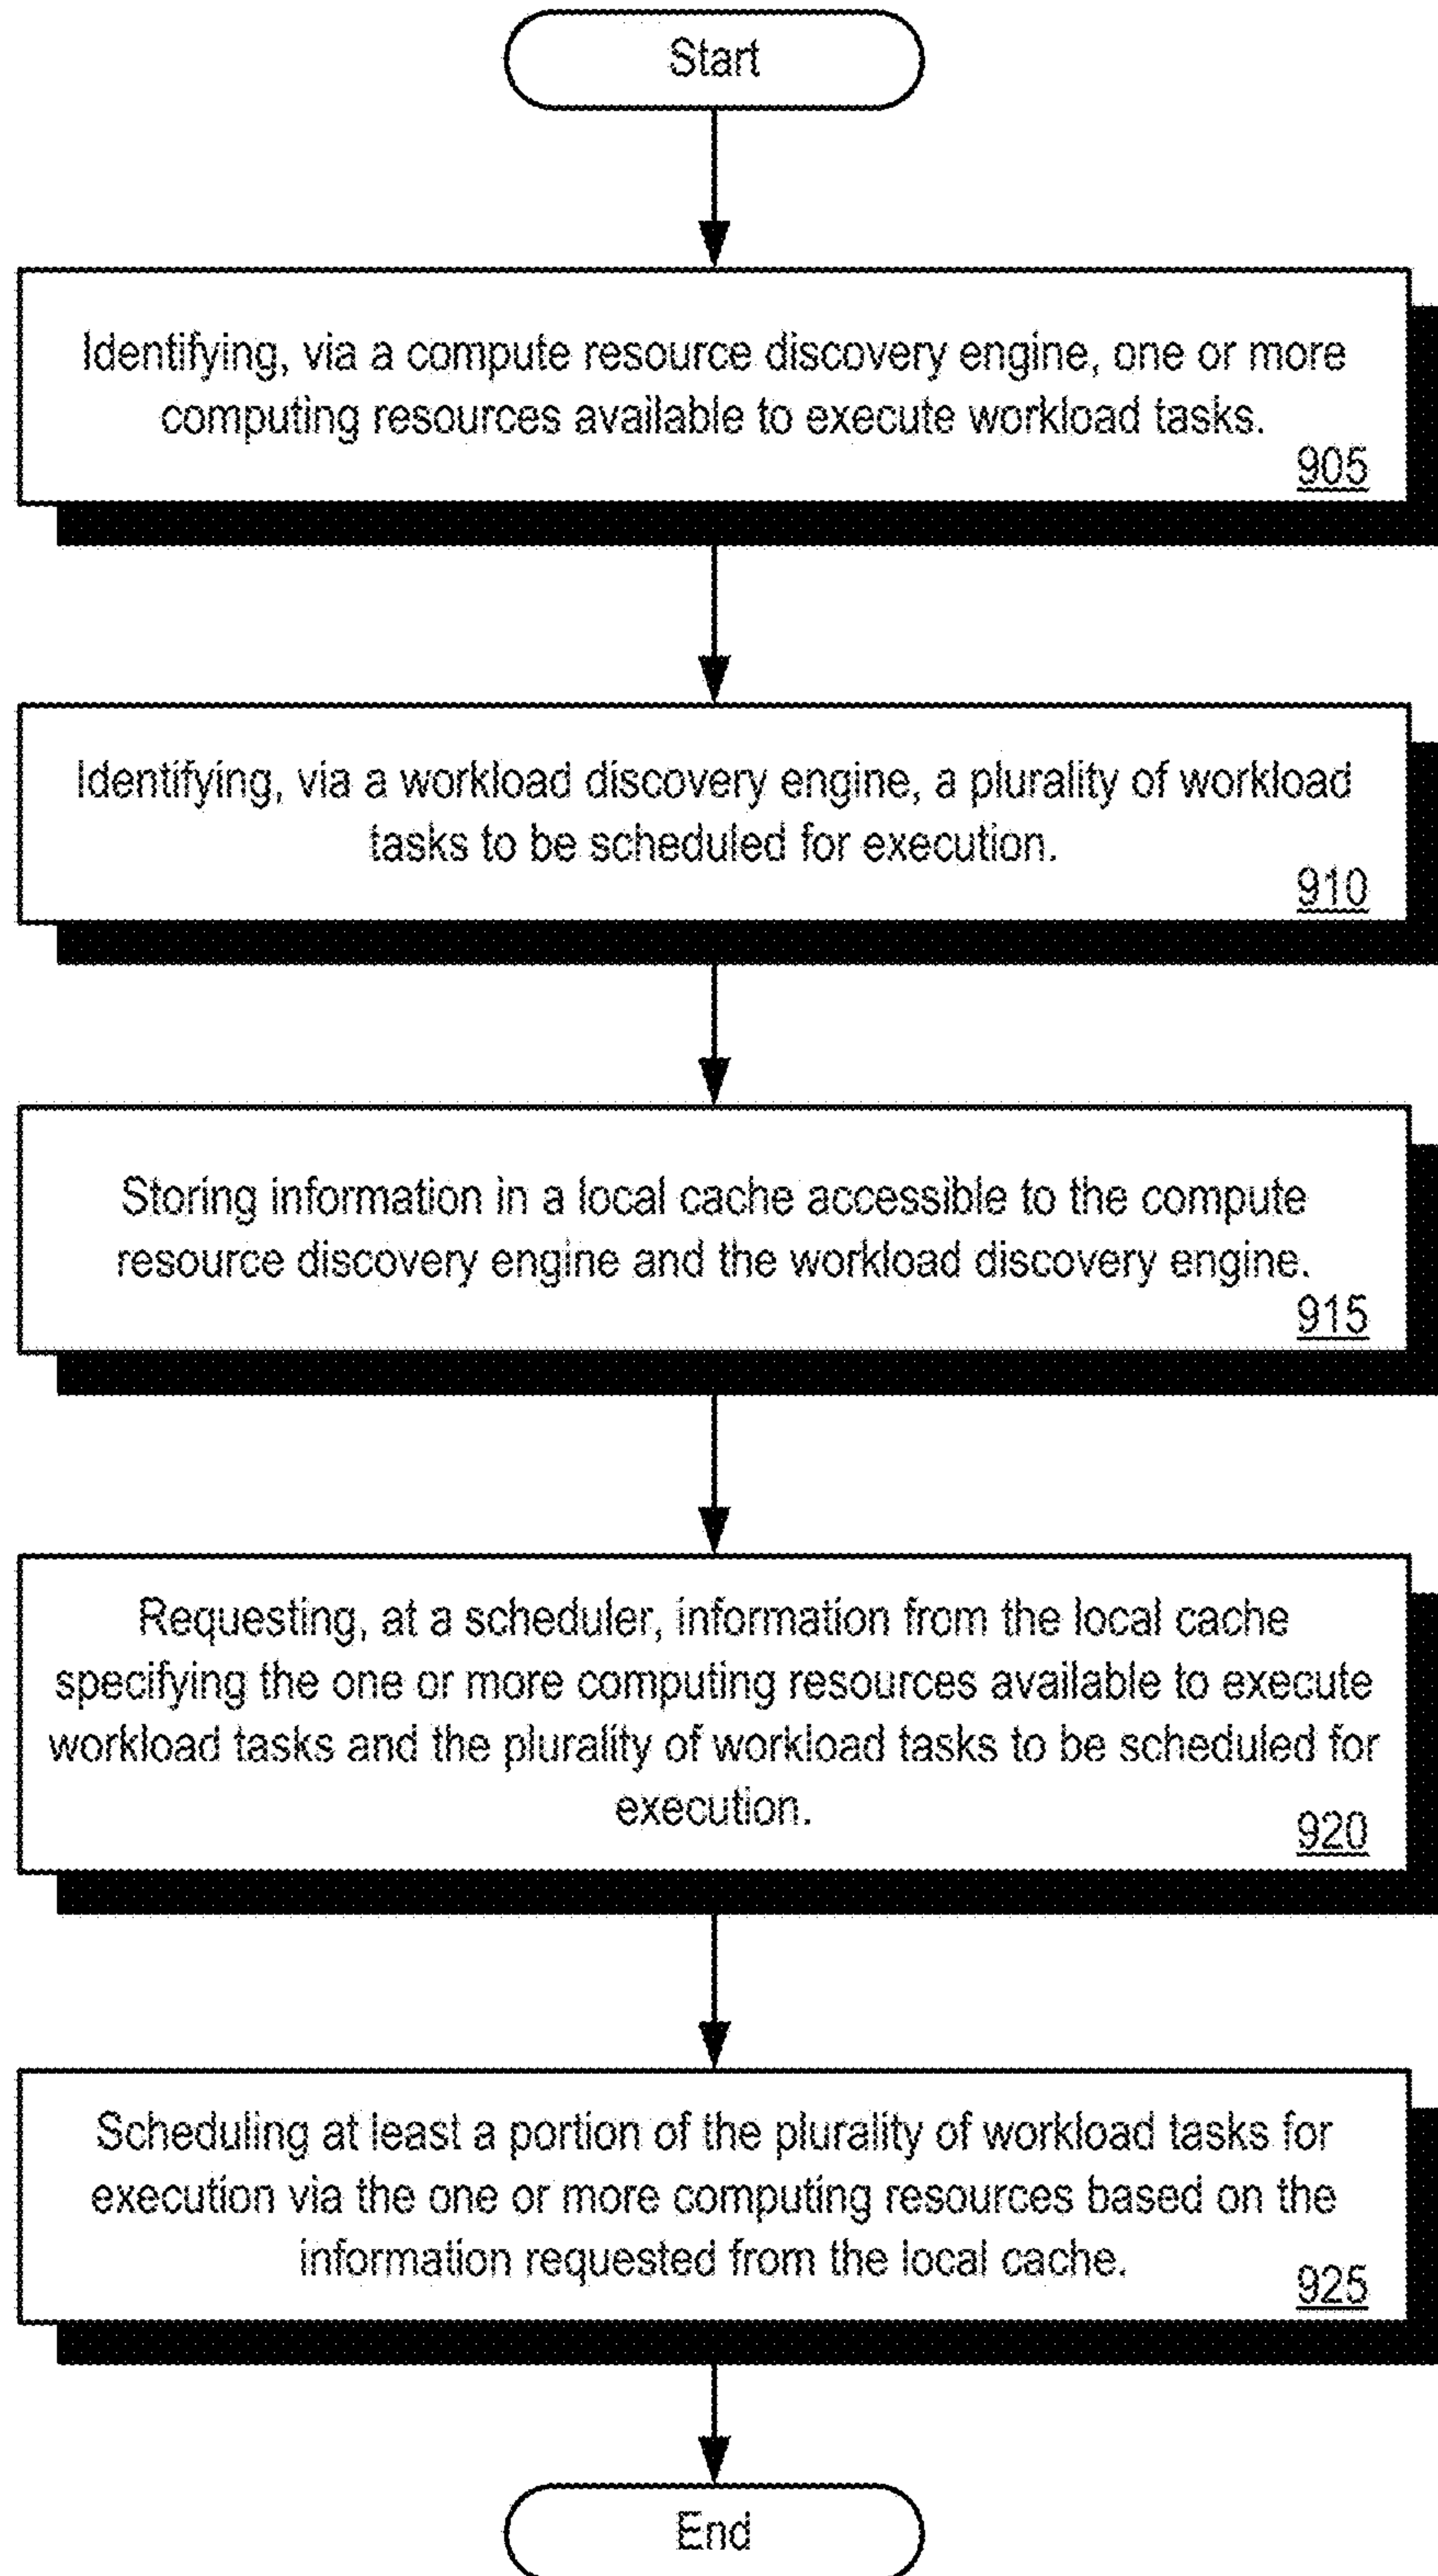 Start
Identifying, via a compute resource discovery engine, one or more
computing resources available to execute workload tasks.
905
Identifying, via a workload discovery engine, a plurality of workload
tasks to be scheduled for execution.
910
Storing information in a local cache accessible to the compute
resource discovery engine and the workload discovery engine.
915
Requesting, at a scheduler, information from the local cache
specifying the one or more computing resources available to execute
workload tasks and the plurality of workload tasks to be scheduled for
execution.
920
Scheduling at least a portion of the plurality of workload tasks for
execution via the one or more computing resources based on the
information requested from the local cache.
925
End